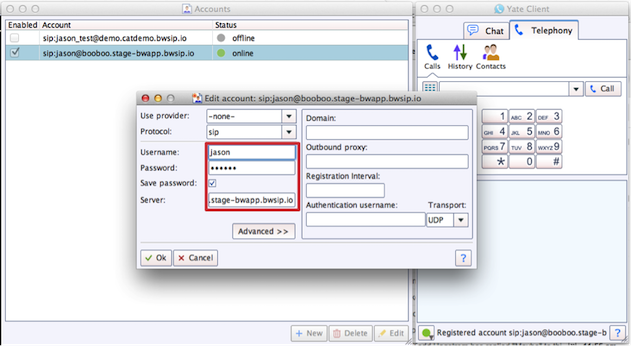 Accounts
Enabled Account Status
sip:jason_test@demo.catdemo.bwsip.io offline
sip:jason@booboo.stage-bwapp.bwsip.io online
Edit account: sip:jason@booboo.stage-bwapp.bwsip.io
Use provider: -none-
Protocol: sip
Username: jason
Password: ••••••
Save password:
Server: .stage-bwapp.bwsip.io
Advanced >>
Domain:
Outbound proxy:
Registration Interval:
Authentication username: Transport:
UDP
Ok Cancel ?
+ New Delete Edit
Yate Client
Chat Telephony
Calls History Contacts
Call
1 ABC 2 DEF 3
GHI 4 JKL 5 MNO 6
PQRS 7 TUV 8 WXYZ 9
* 0 #
Registered account sip:jason@booboo.stage-b ?